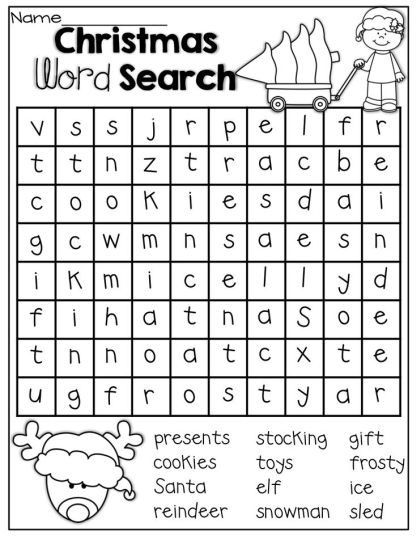 Name
Christmas
Word Search
v s s j r p e l f r
t t n z t r a c b e
c o o K i e s d a i
g c w m n s a e s n
i K m i c e l l y d
f i h a t n a S o e
t n n o a t c x t e
u g f r o s t y a r
presents stocking gift
cookies toys frosty
Santa elf ice
reindeer snowman sled